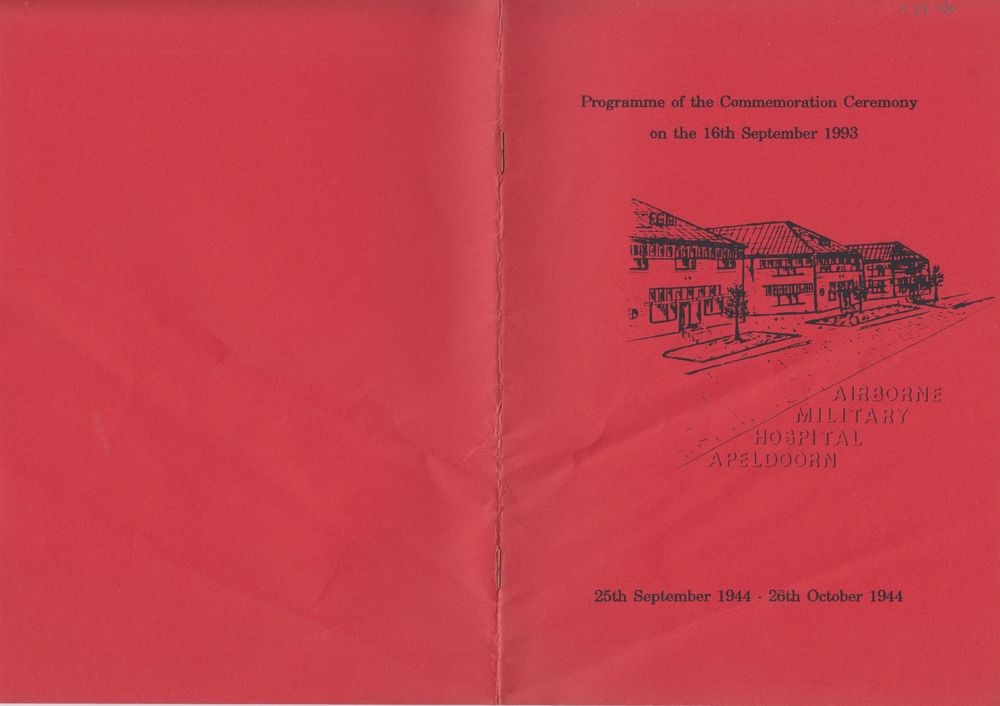 Programme of the Commemoration Ceremony
on the 16th September 1993
AIRBORNE
MILITARY
HOSPITAL
APELDOORN
25th September 1944 - 26th October 1944